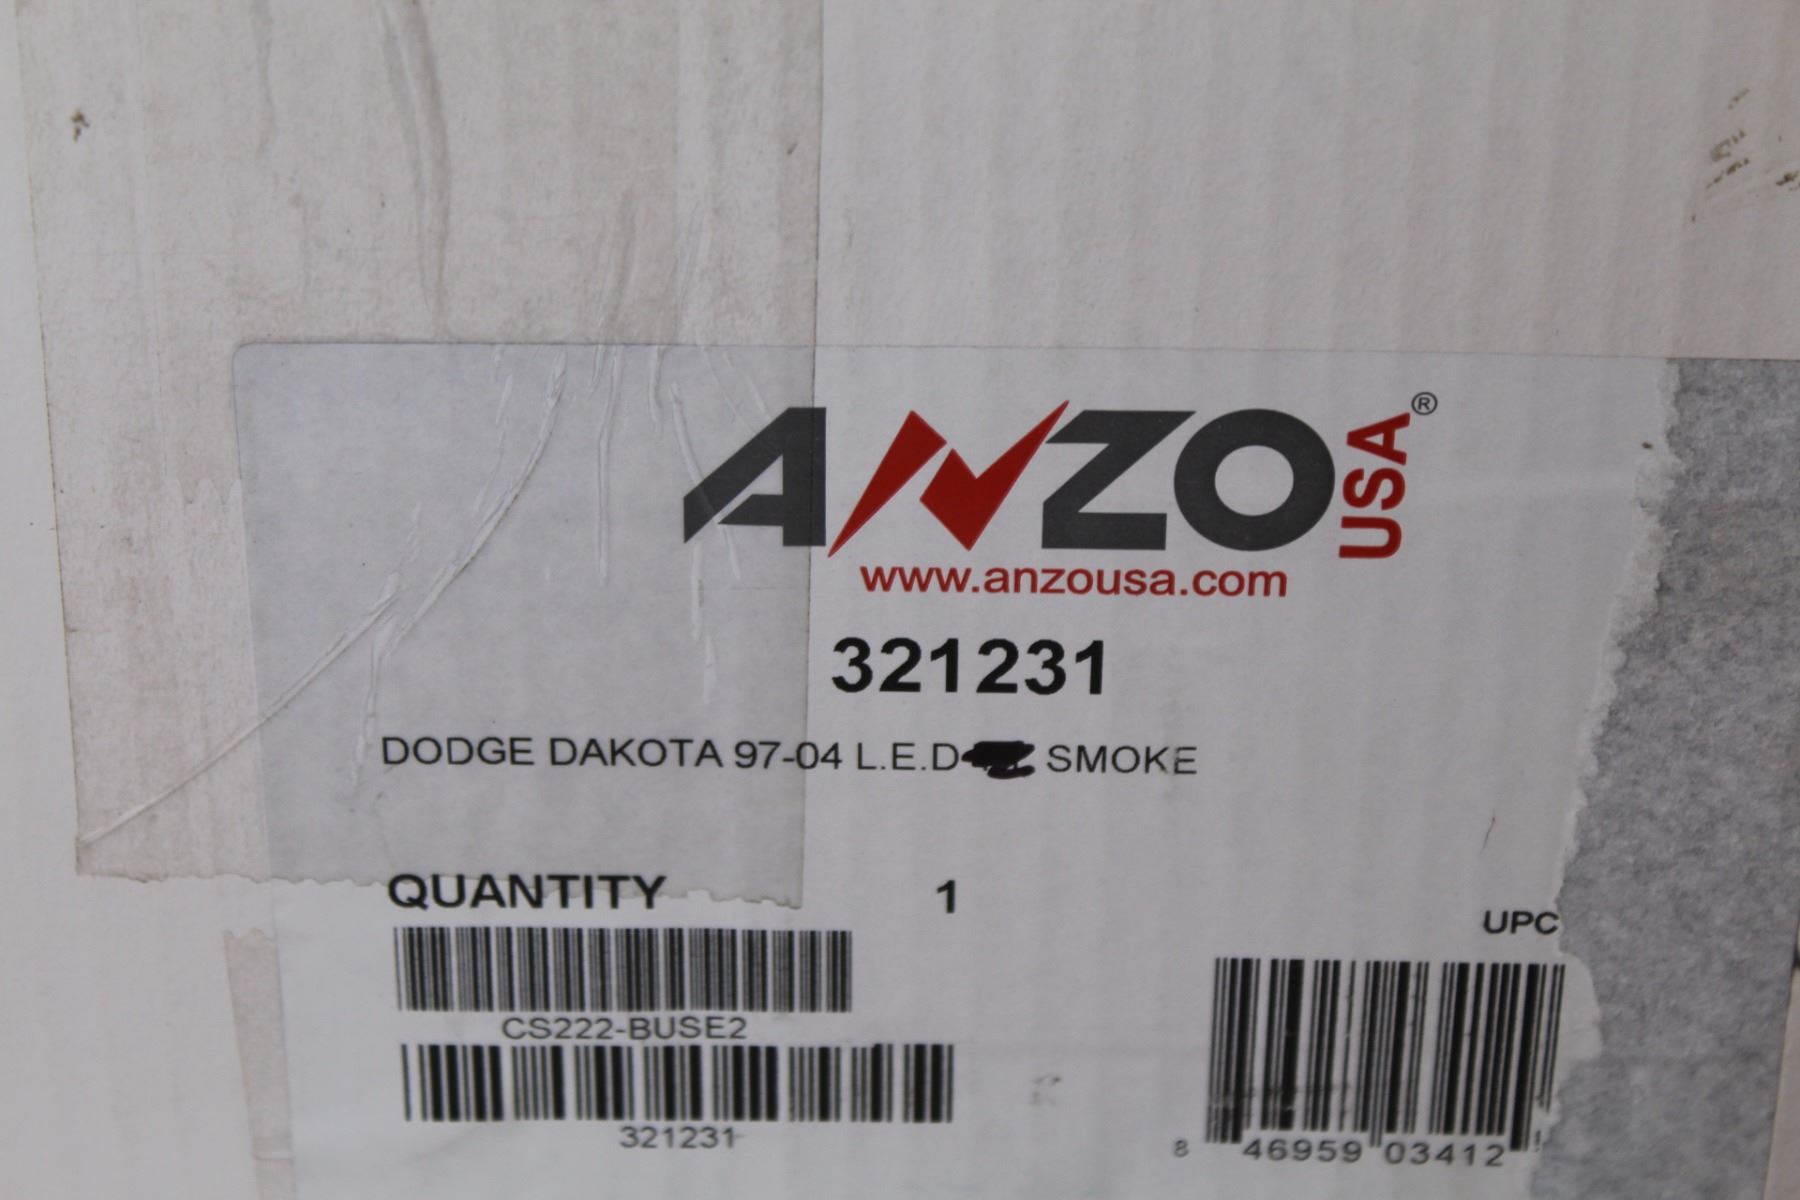 ANZO USA®
www.anzousa.com
321231
DODGE DAKOTA 97-04 L.E.D SMOKE
QUANTITY 1
UPC
CS222-BUSE2
321231
8 46959 03412